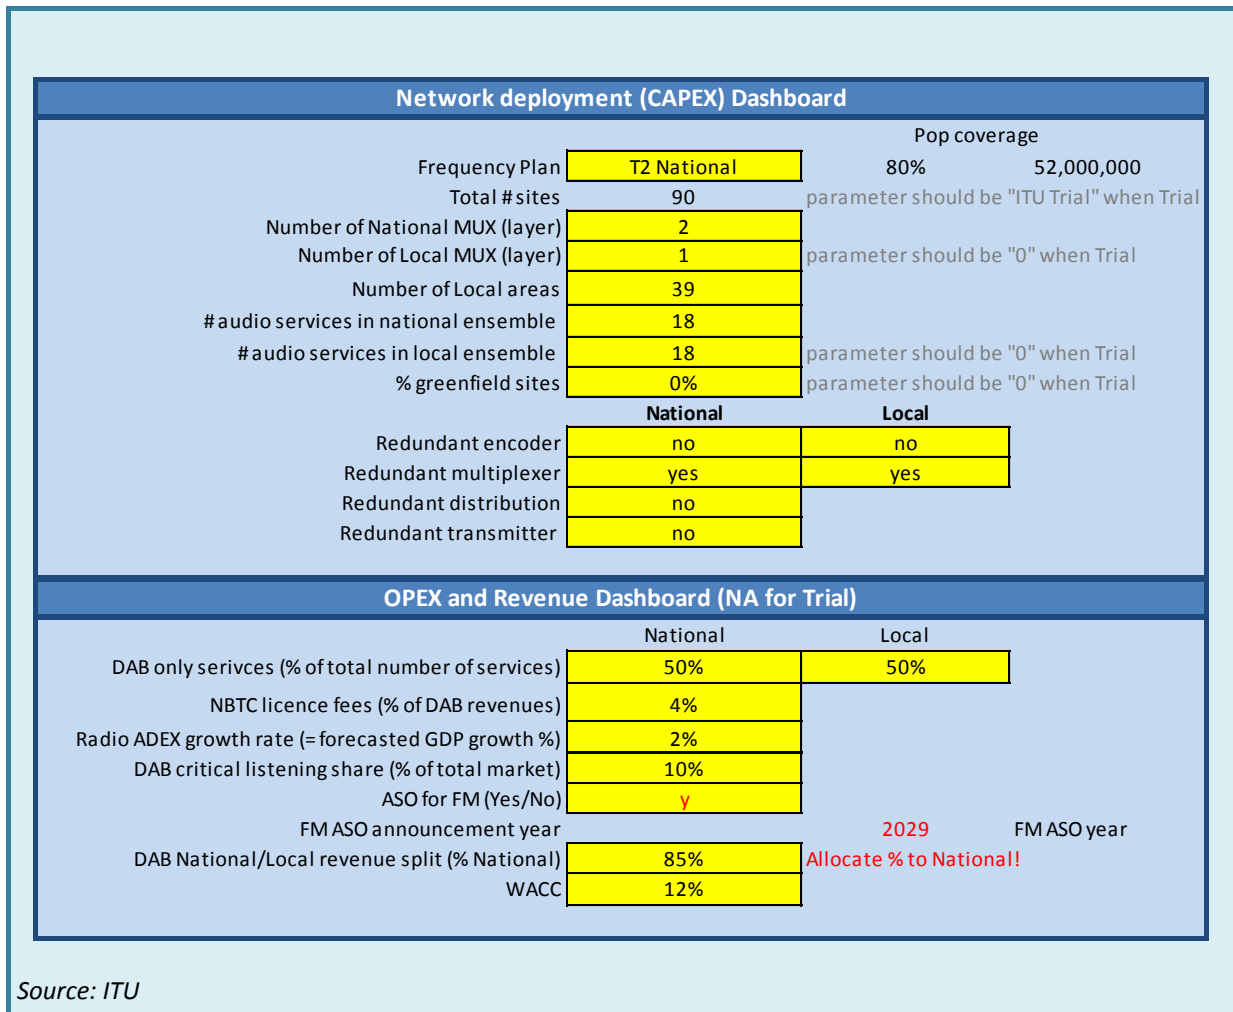 Network deployment (CAPEX) Dashboard
Pop coverage
Frequency Plan T2 National 80% 52,000,000
Total # sites 90 parameter should be "ITU Trial" when Trial
Number of National MUX (layer) 2
Number of Local MUX (layer) 1 parameter should be "0" when Trial
Number of Local areas 39
# audio services in national ensemble 18
# audio services in local ensemble 18 parameter should be "0" when Trial
% greenfield sites 0% parameter should be "0" when Trial
National Local
Redundant encoder no no
Redundant multiplexer yes yes
Redundant distribution no
Redundant transmitter no
OPEX and Revenue Dashboard (NA for Trial)
National Local
DAB only serivces (% of total number of services) 50% 50%
NBTC licence fees (% of DAB revenues) 4%
Radio ADEX growth rate (= forecasted GDP growth %) 2%
DAB critical listening share (% of total market) 10%
ASO for FM (Yes/No) y
FM ASO announcement year 2029 FM ASO year
DAB National/Local revenue split (% National) 85% Allocate % to National!
WACC 12%
Source: ITU